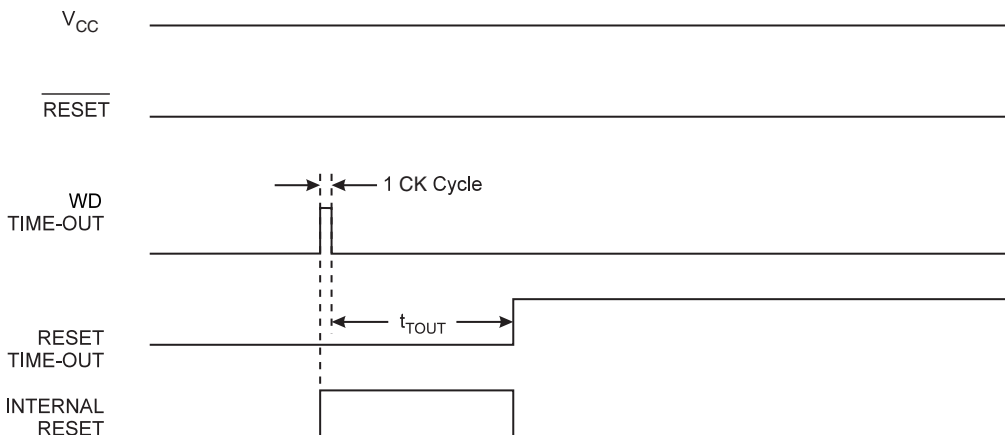 VCC
RESET
1 CK Cycle
WD
TIME-OUT
tTOUT
RESET
TIME-OUT
INTERNAL
RESET